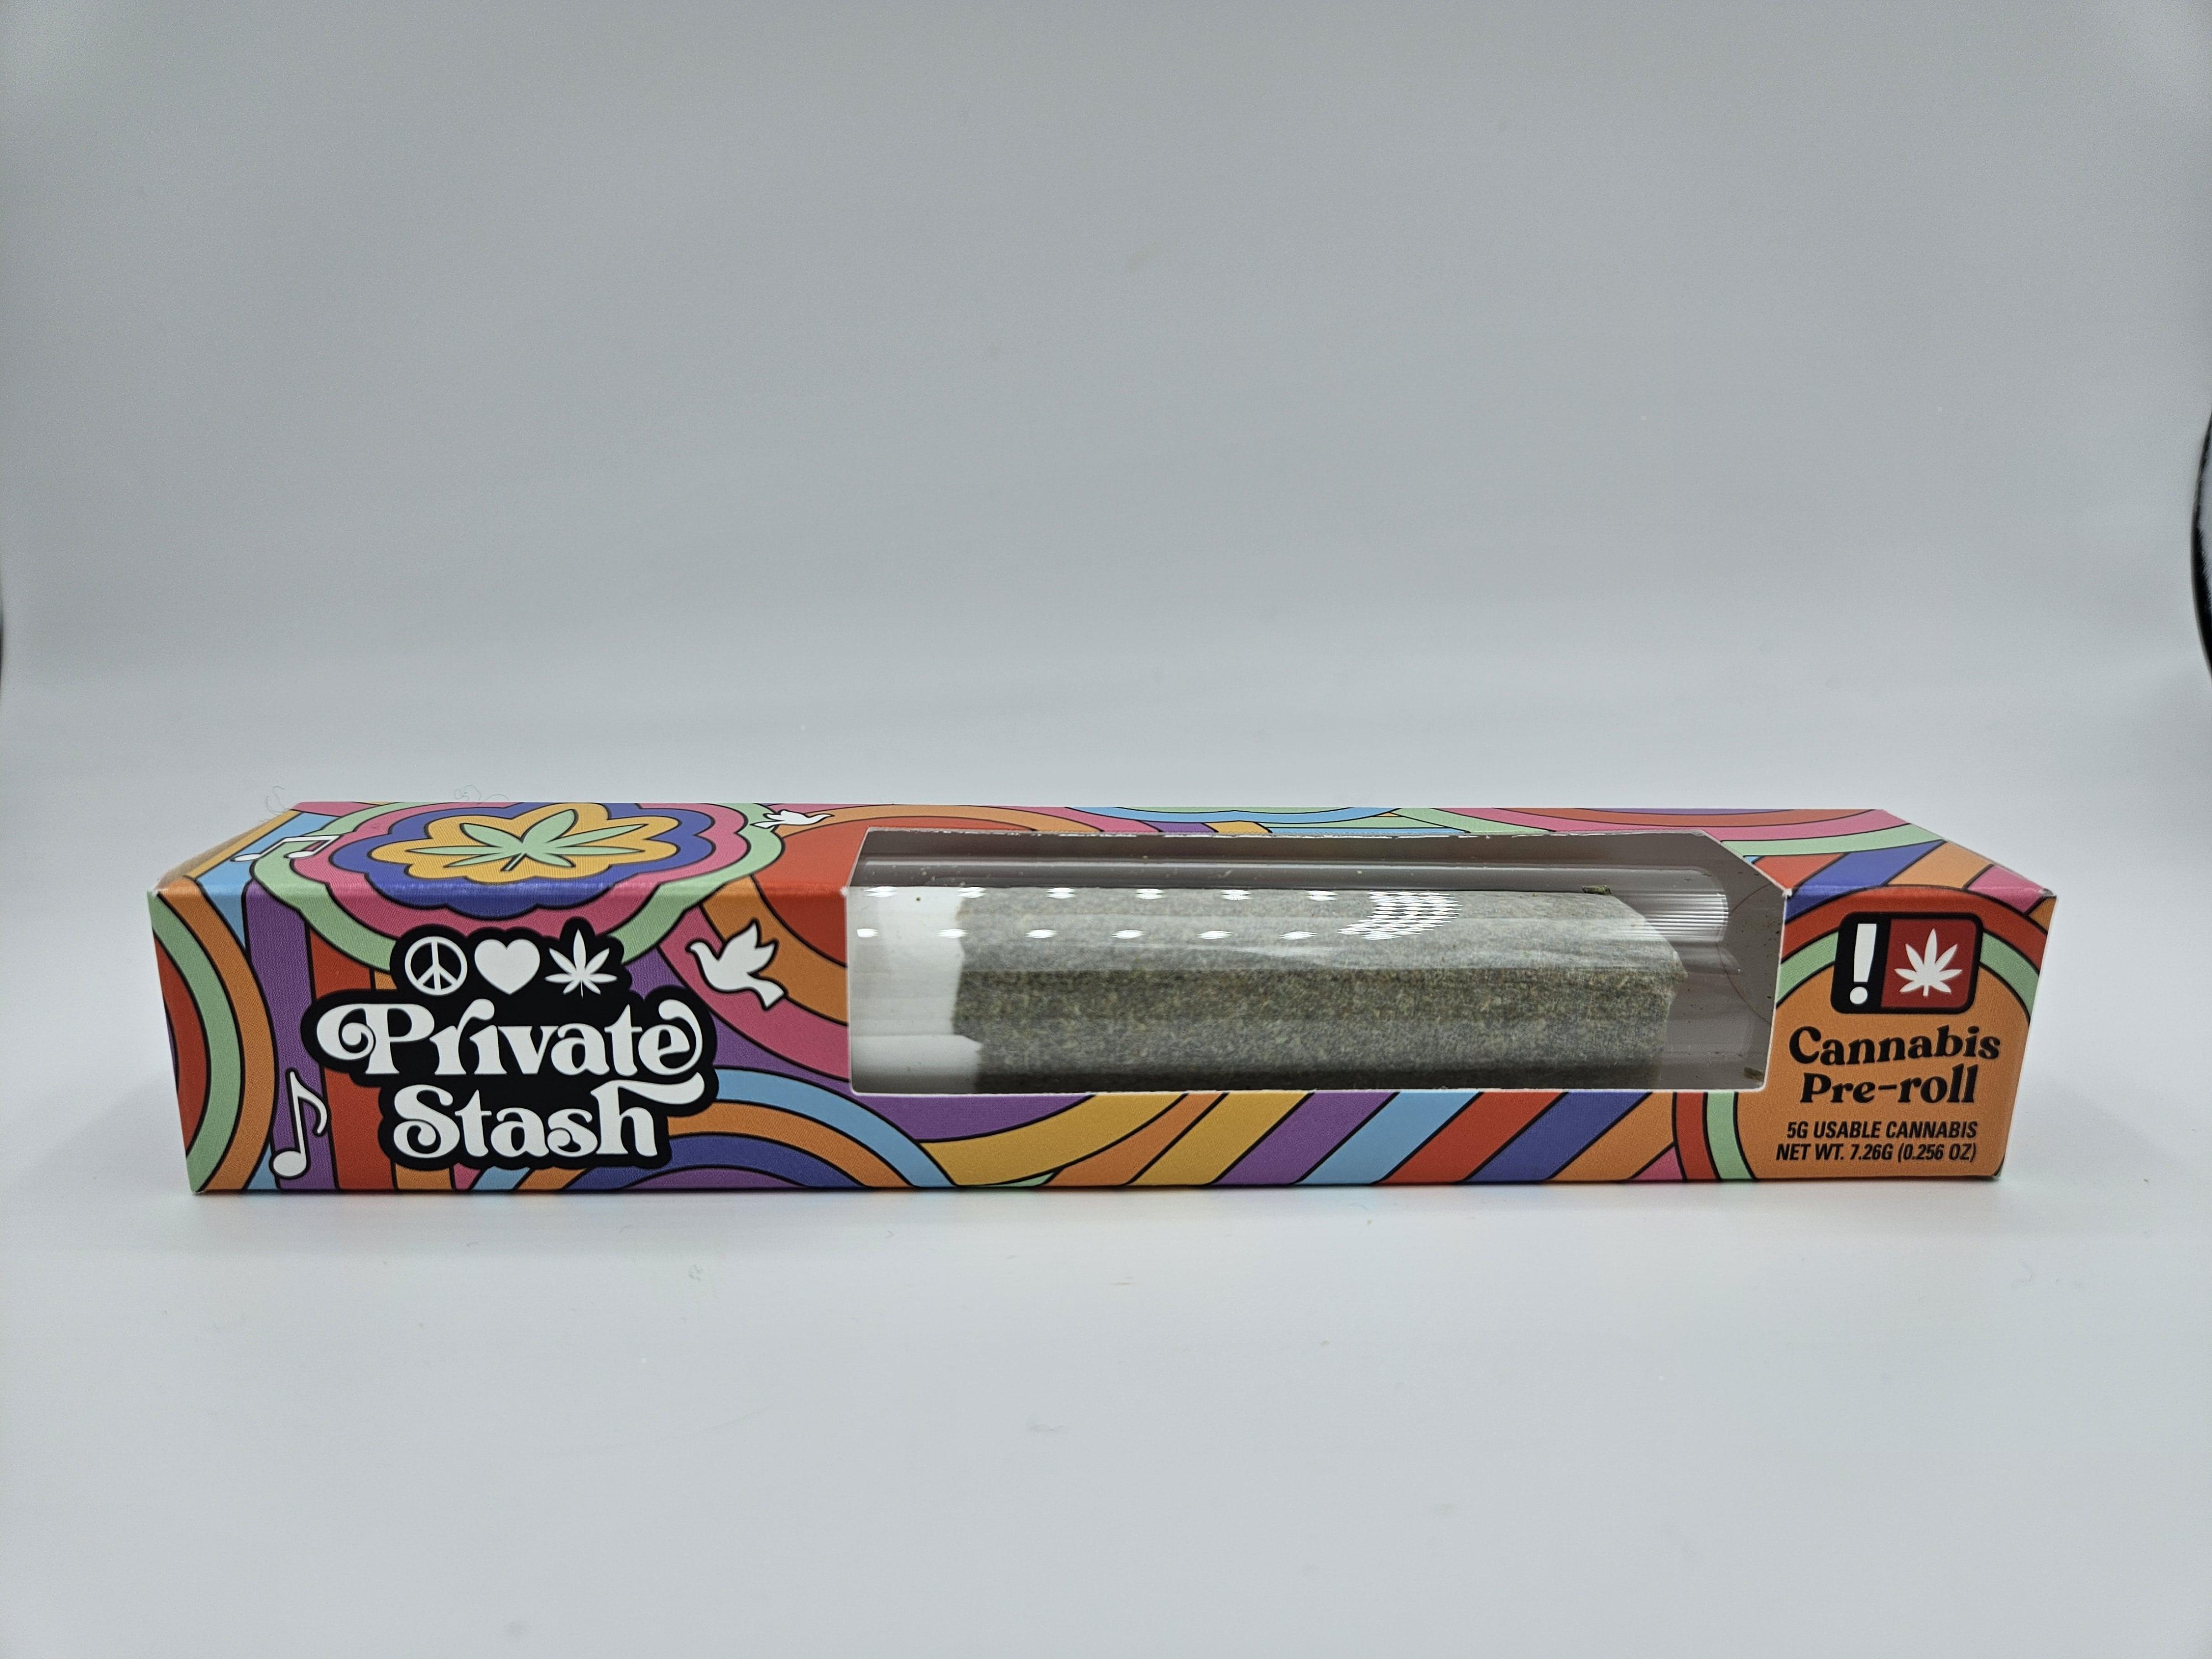 Private
Stash
!
Cannabis
Pre-roll
5G USABLE CANNABIS
NET WT. 7.26G (0.256 OZ)